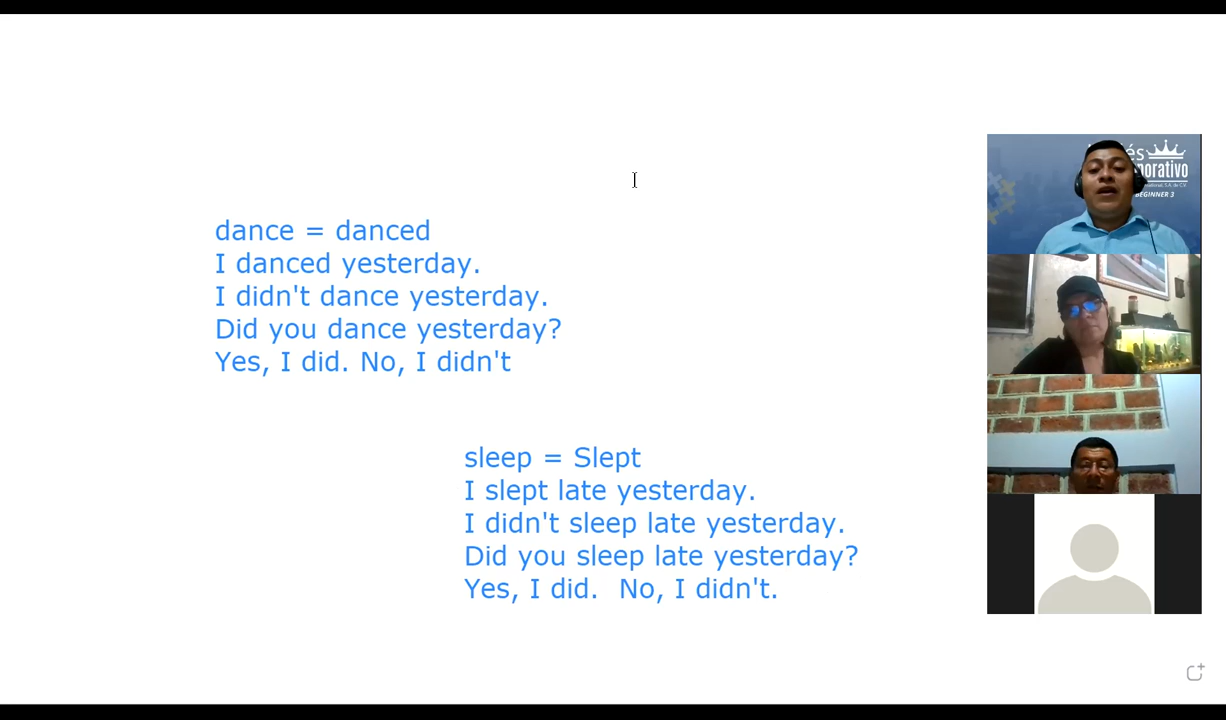 dance = danced
I danced yesterday.
I didn't dance yesterday.
Did you dance yesterday?
Yes, I did. No, I didn't
sleep = Slept
I slept late yesterday.
I didn't sleep late yesterday.
Did you sleep late yesterday?
Yes, I did.  No, I didn't.
BEGINNER 3